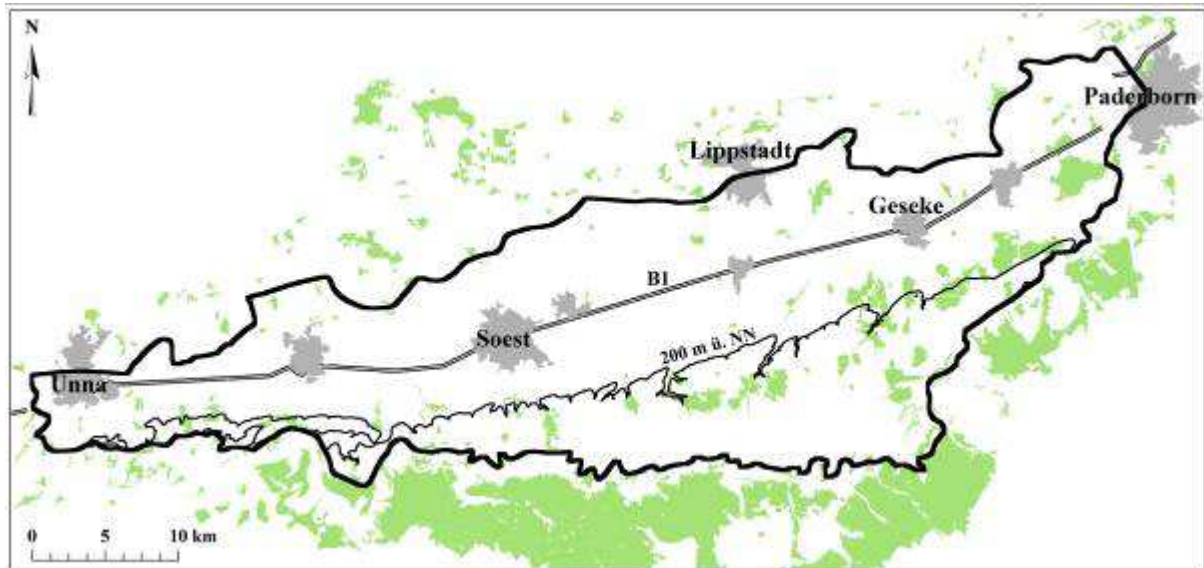 N
Paderborn
Lippstadt
Geseke
B1
Soest
200 m ü. NN
Unna
0 5 10 km